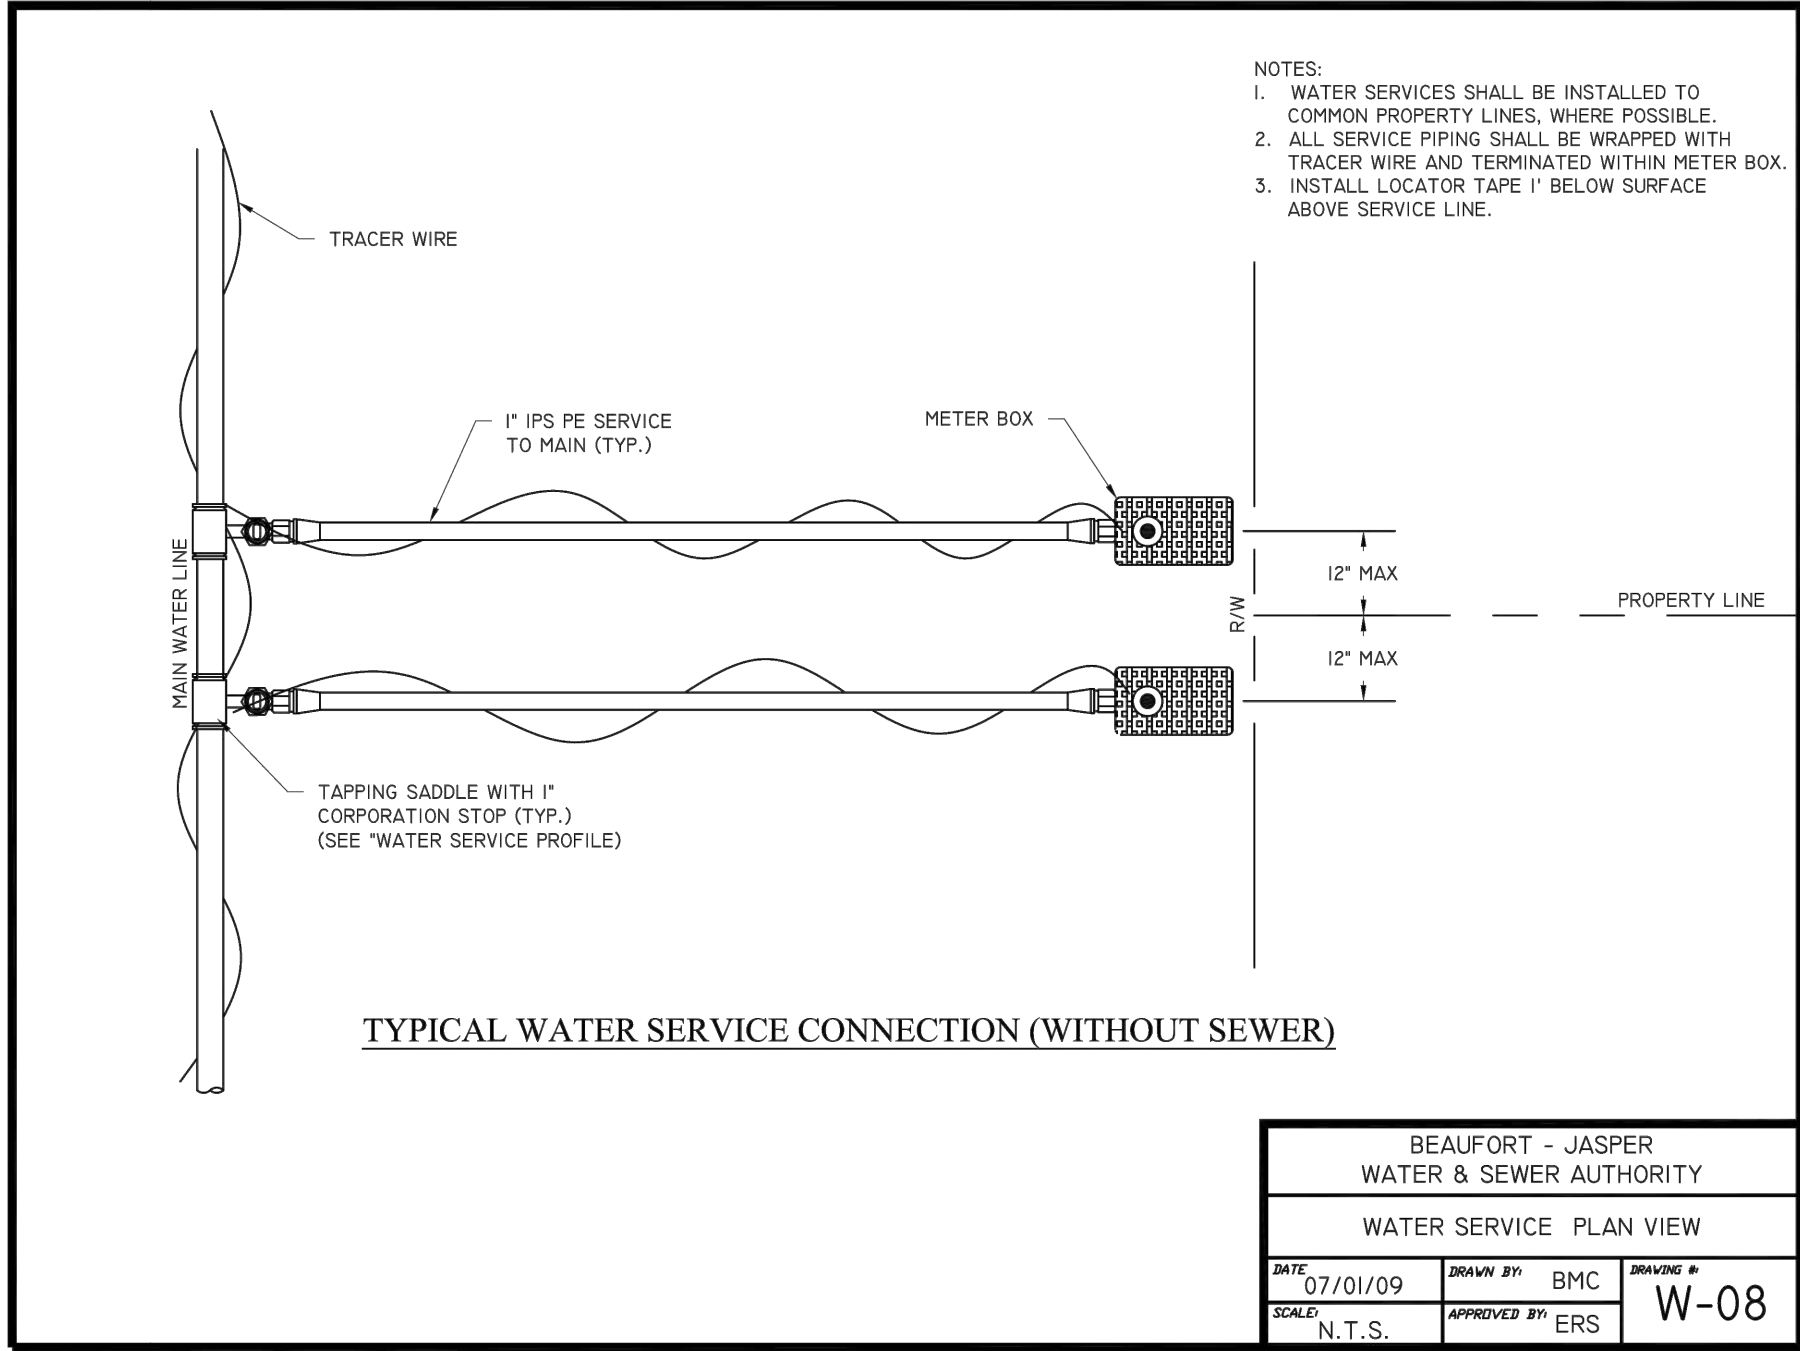 NOTES:
1. WATER SERVICES SHALL BE INSTALLED TO
COMMON PROPERTY LINES, WHERE POSSIBLE.
2. ALL SERVICE PIPING SHALL BE WRAPPED WITH
TRACER WIRE AND TERMINATED WITHIN METER BOX.
3. INSTALL LOCATOR TAPE 1' BELOW SURFACE
ABOVE SERVICE LINE.
TRACER WIRE
1" IPS PE SERVICE
TO MAIN (TYP.)
METER BOX
MAIN WATER LINE
12" MAX
R/W
PROPERTY LINE
12" MAX
TAPPING SADDLE WITH 1"
CORPORATION STOP (TYP.)
(SEE "WATER SERVICE PROFILE)
TYPICAL WATER SERVICE CONNECTION (WITHOUT SEWER)
BEAUFORT - JASPER
WATER & SEWER AUTHORITY
WATER SERVICE PLAN VIEW
DATE 07/01/09
DRAWN BY: BMC
DRAWING #: W-08
SCALE: N.T.S.
APPROVED BY: ERS